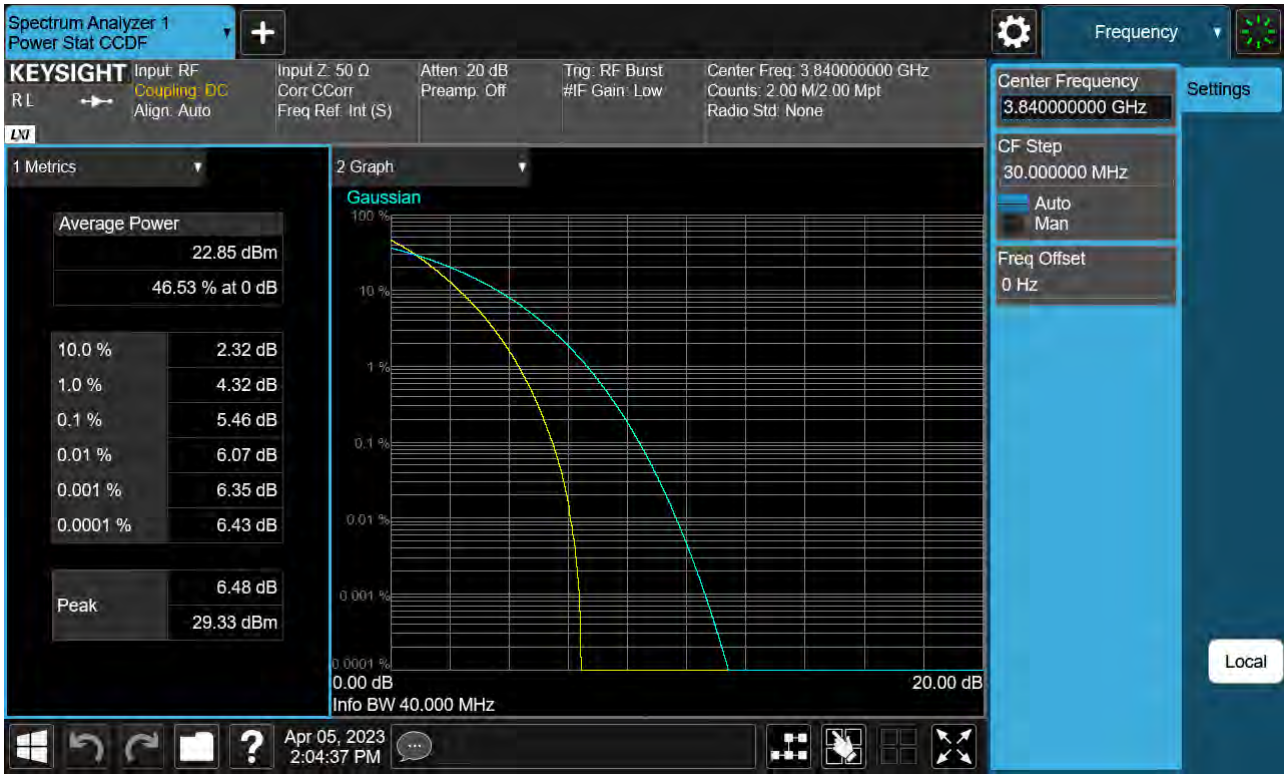 Spectrum Analyzer 1
Power Stat CCDF
+
Frequency
KEYSIGHT
RL
LXI
Input: RF
Coupling: DC
Align: Auto
Input Z: 50 Ω
Corr CCorr
Freq Ref: Int (S)
Atten: 20 dB
Preamp: Off
Trig: RF Burst
#IF Gain: Low
Center Freq: 3.840000000 GHz
Counts: 2.00 M/2.00 Mpt
Radio Std: None
Center Frequency
3.840000000 GHz
Settings
CF Step
30.000000 MHz
Auto
Man
Freq Offset
0 Hz
Local
1 Metrics
Average Power
22.85 dBm
46.53 % at 0 dB
10.0 % 2.32 dB
1.0 % 4.32 dB
0.1 % 5.46 dB
0.01 % 6.07 dB
0.001 % 6.35 dB
0.0001 % 6.43 dB
Peak
6.48 dB
29.33 dBm
2 Graph
Gaussian
100 %
10 %
1 %
0.1 %
0.01 %
0.001 %
0.0001 %
0.00 dB 20.00 dB
Info BW 40.000 MHz
?
Apr 05, 2023
2:04:37 PM